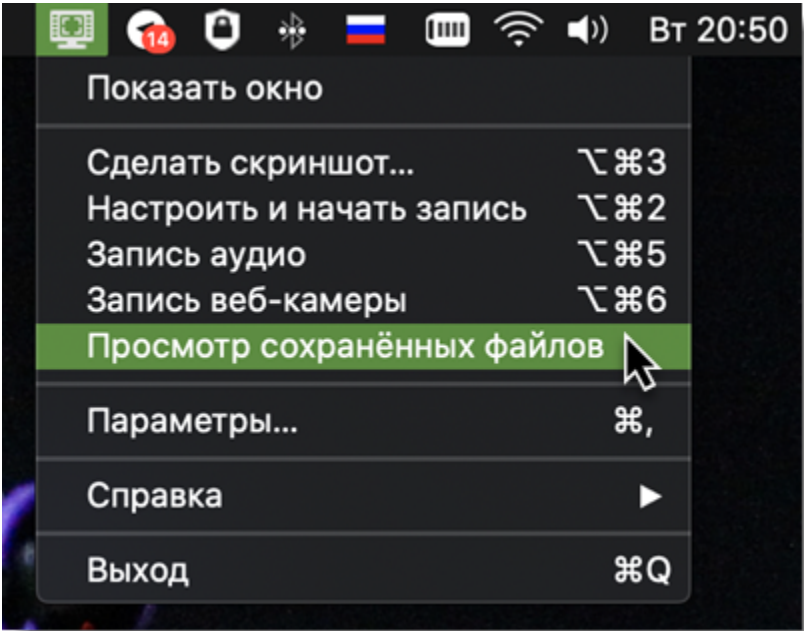 14 Вт 20:50
Показать окно
Сделать скриншот... ⌥⌘3
Настроить и начать запись ⌥⌘2
Запись аудио ⌥⌘5
Запись веб-камеры ⌥⌘6
Просмотр сохранённых файлов
Параметры... ⌘,
Справка ▶
Выход ⌘Q